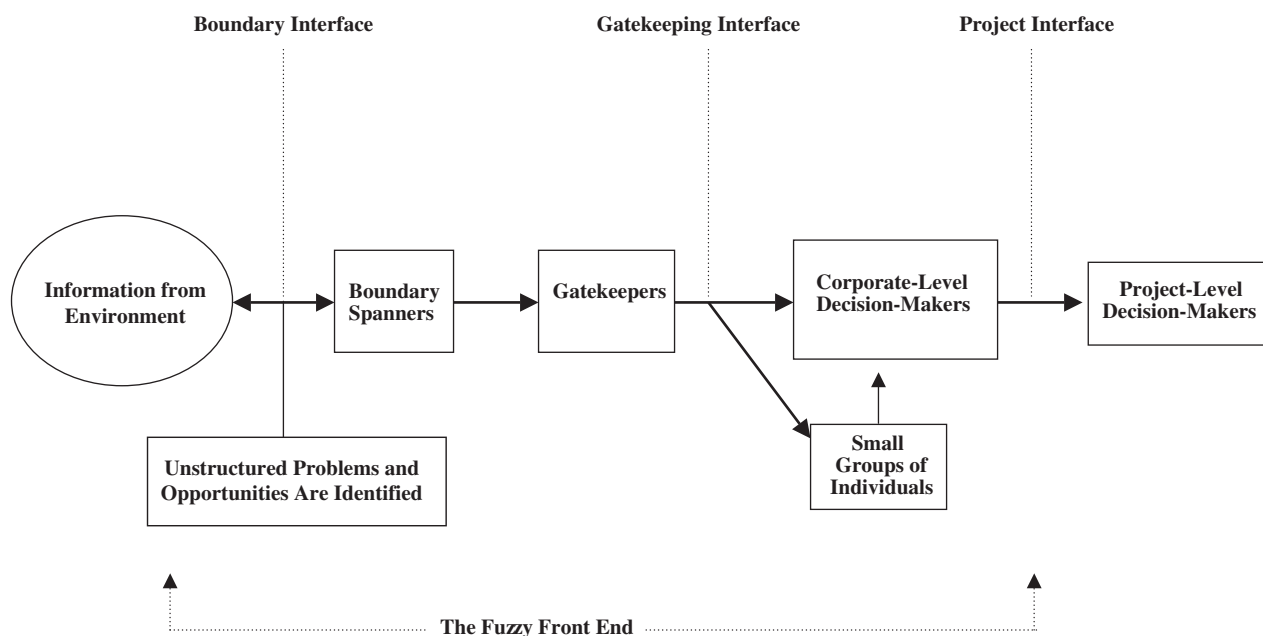 Boundary Interface
Gatekeeping Interface
Project Interface
Information from
Environment
Boundary
Spanners
Gatekeepers
Corporate-Level
Decision-Makers
Project-Level
Decision-Makers
Unstructured Problems and
Opportunities Are Identified
Small
Groups of
Individuals
The Fuzzy Front End